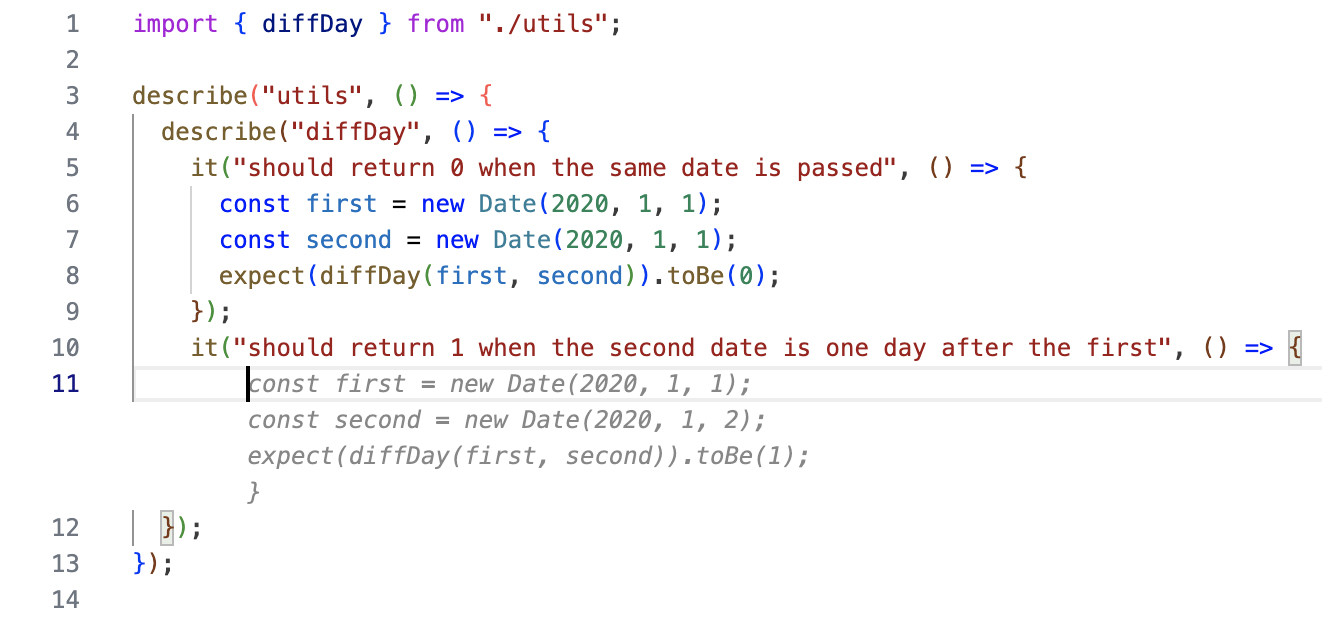 1 import { diffDay } from "./utils";
2
3 describe("utils", () => {
4 describe("diffDay", () => {
5 it("should return 0 when the same date is passed", () => {
6 const first = new Date(2020, 1, 1);
7 const second = new Date(2020, 1, 1);
8 expect(diffDay(first, second)).toBe(0);
9 });
10 it("should return 1 when the second date is one day after the first", () => {
11 const first = new Date(2020, 1, 1);
const second = new Date(2020, 1, 2);
expect(diffDay(first, second)).toBe(1);
}
12 });
13 });
14